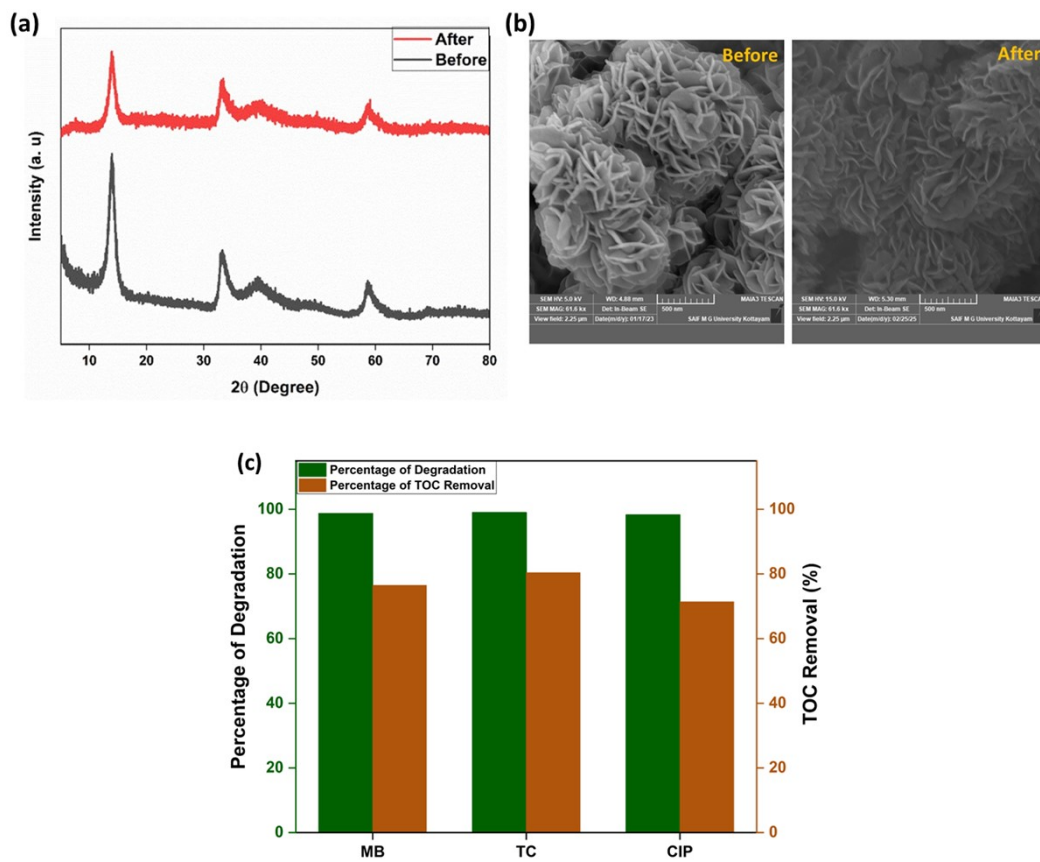 (a)
After
Before
Intensity (a. u)
10 20 30 40 50 60 70 80
2θ (Degree)
(b)
Before
SEM HV: 5.0 kV WD: 4.88 mm MAIA3 TESCAN
SEM MAG: 61.6 kx Det: In-Beam SE 500 nm
View field: 2.25 µm Date(m/d/y): 01/17/23 SAIF M G University Kottayam
After
SEM HV: 15.0 kV WD: 5.30 mm MAIA3 TESCAN
SEM MAG: 61.6 kx Det: In-Beam SE 500 nm
View field: 2.25 µm Date(m/d/y): 02/25/25 SAIF M G University Kottayam
(c)
Percentage of Degradation
Percentage of TOC Removal
Percentage of Degradation
100 100
80 80
60 60
40 40
20 20
0 0
TOC Removal (%)
MB TC CIP